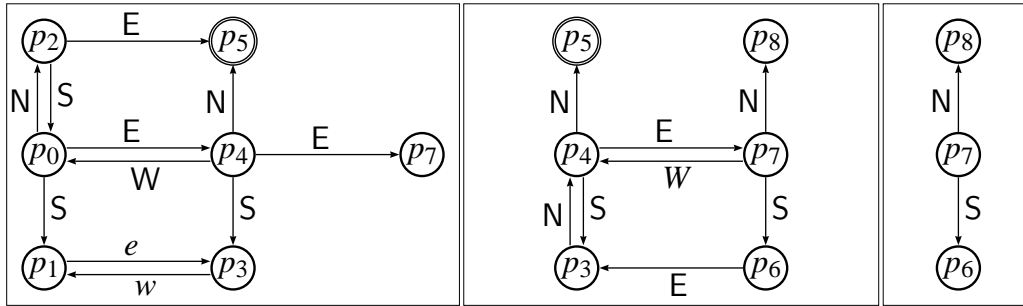 p2 E p5 p5 p8 p8
N S N N N N
p0 E p4 E p7 p4 E p7 p7
W W
S S N S S S
p1 e p3 p3 p6 p6
w E